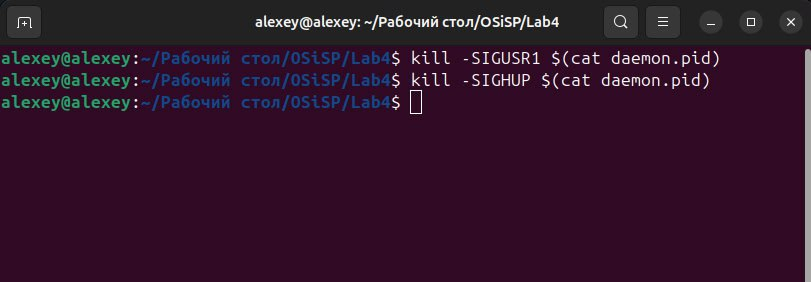 alexey@alexey: ~/Рабочий стол/OSiSP/Lab4
alexey@alexey:~/Рабочий стол/OSiSP/Lab4$ kill -SIGUSR1 $(cat daemon.pid)
alexey@alexey:~/Рабочий стол/OSiSP/Lab4$ kill -SIGHUP $(cat daemon.pid)
alexey@alexey:~/Рабочий стол/OSiSP/Lab4$